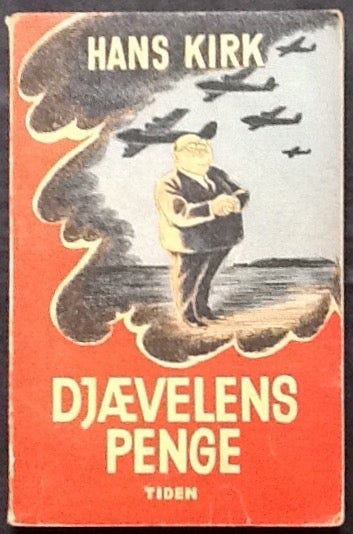 HANS KIRK
DJÆVELENS
PENGE
TIDEN